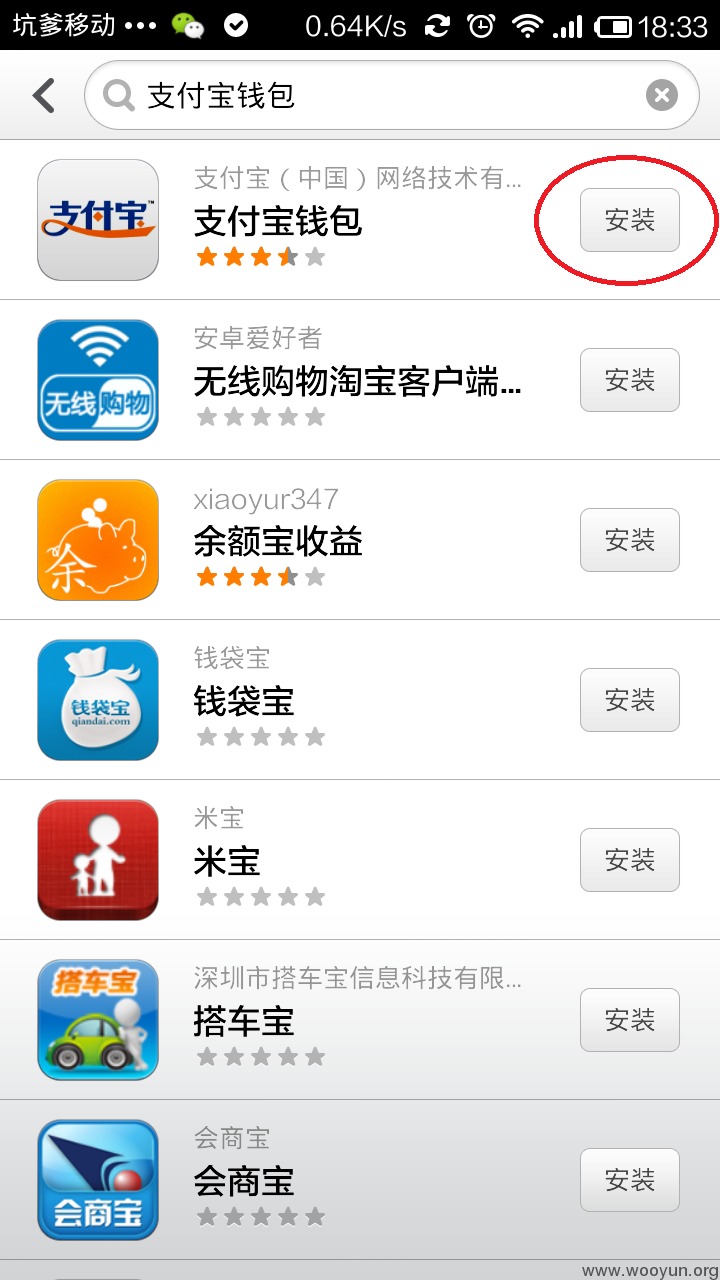 坑爹移动 ••• 0.64K/s 18:33
支付宝钱包
支付宝（中国）网络技术有...
支付宝™
支付宝钱包
安装
安卓爱好者
无线购物
无线购物淘宝客户端...
安装
xiaoyur347
余
余额宝收益
安装
钱袋宝
钱袋宝
qiandai.com
钱袋宝
安装
米宝
米宝
安装
深圳市搭车宝信息科技有限...
搭车宝
搭车宝
安装
会商宝
会商宝
会商宝
安装
www.wooyun.org